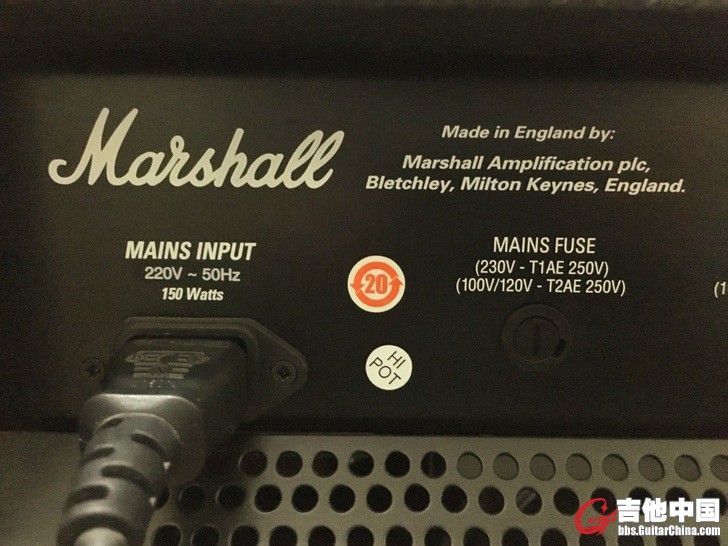 Marshall
Made in England by:
Marshall Amplification plc,
Bletchley, Milton Keynes, England.
MAINS INPUT
220V ~ 50Hz
150 Watts
MAINS FUSE
(230V - T1AE 250V)
(100V/120V - T2AE 250V)
(1
20
HI
POT
吉他中国
bbs.GuitarChina.com